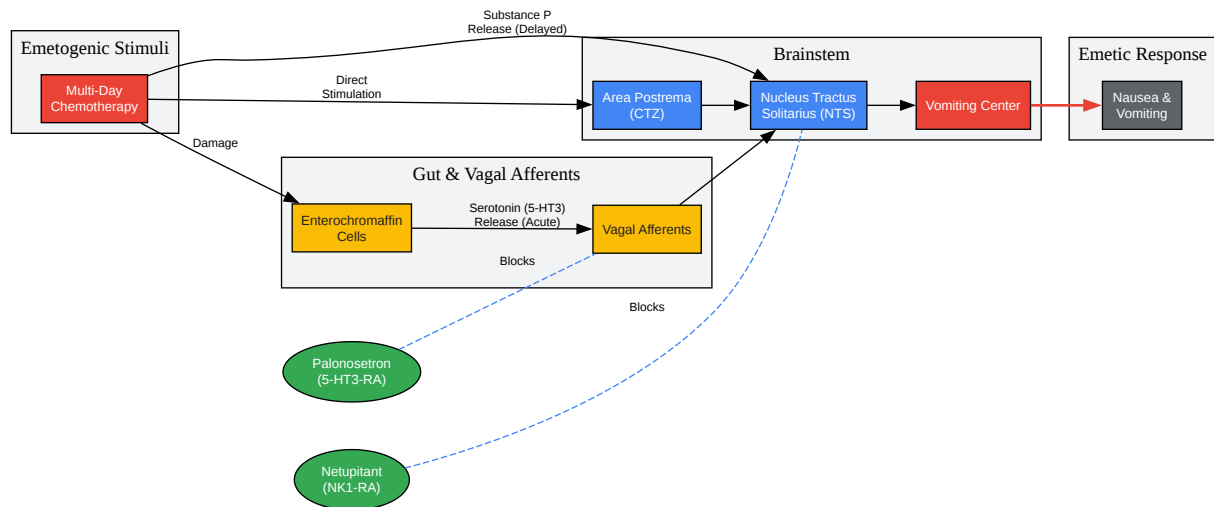 Substance P
Release (Delayed)
Emetogenic Stimuli
Brainstem
Emetic Response
Multi-Day
Chemotherapy
Direct
Stimulation
Area Postrema
(CTZ)
Nucleus Tractus
Solitarius (NTS)
Vomiting Center
Nausea &
Vomiting
Damage
Gut & Vagal Afferents
Enterochromaffin
Cells
Serotonin (5-HT3)
Release (Acute)
Vagal Afferents
Blocks
Blocks
Palonosetron
(5-HT3-RA)
Netupitant
(NK1-RA)